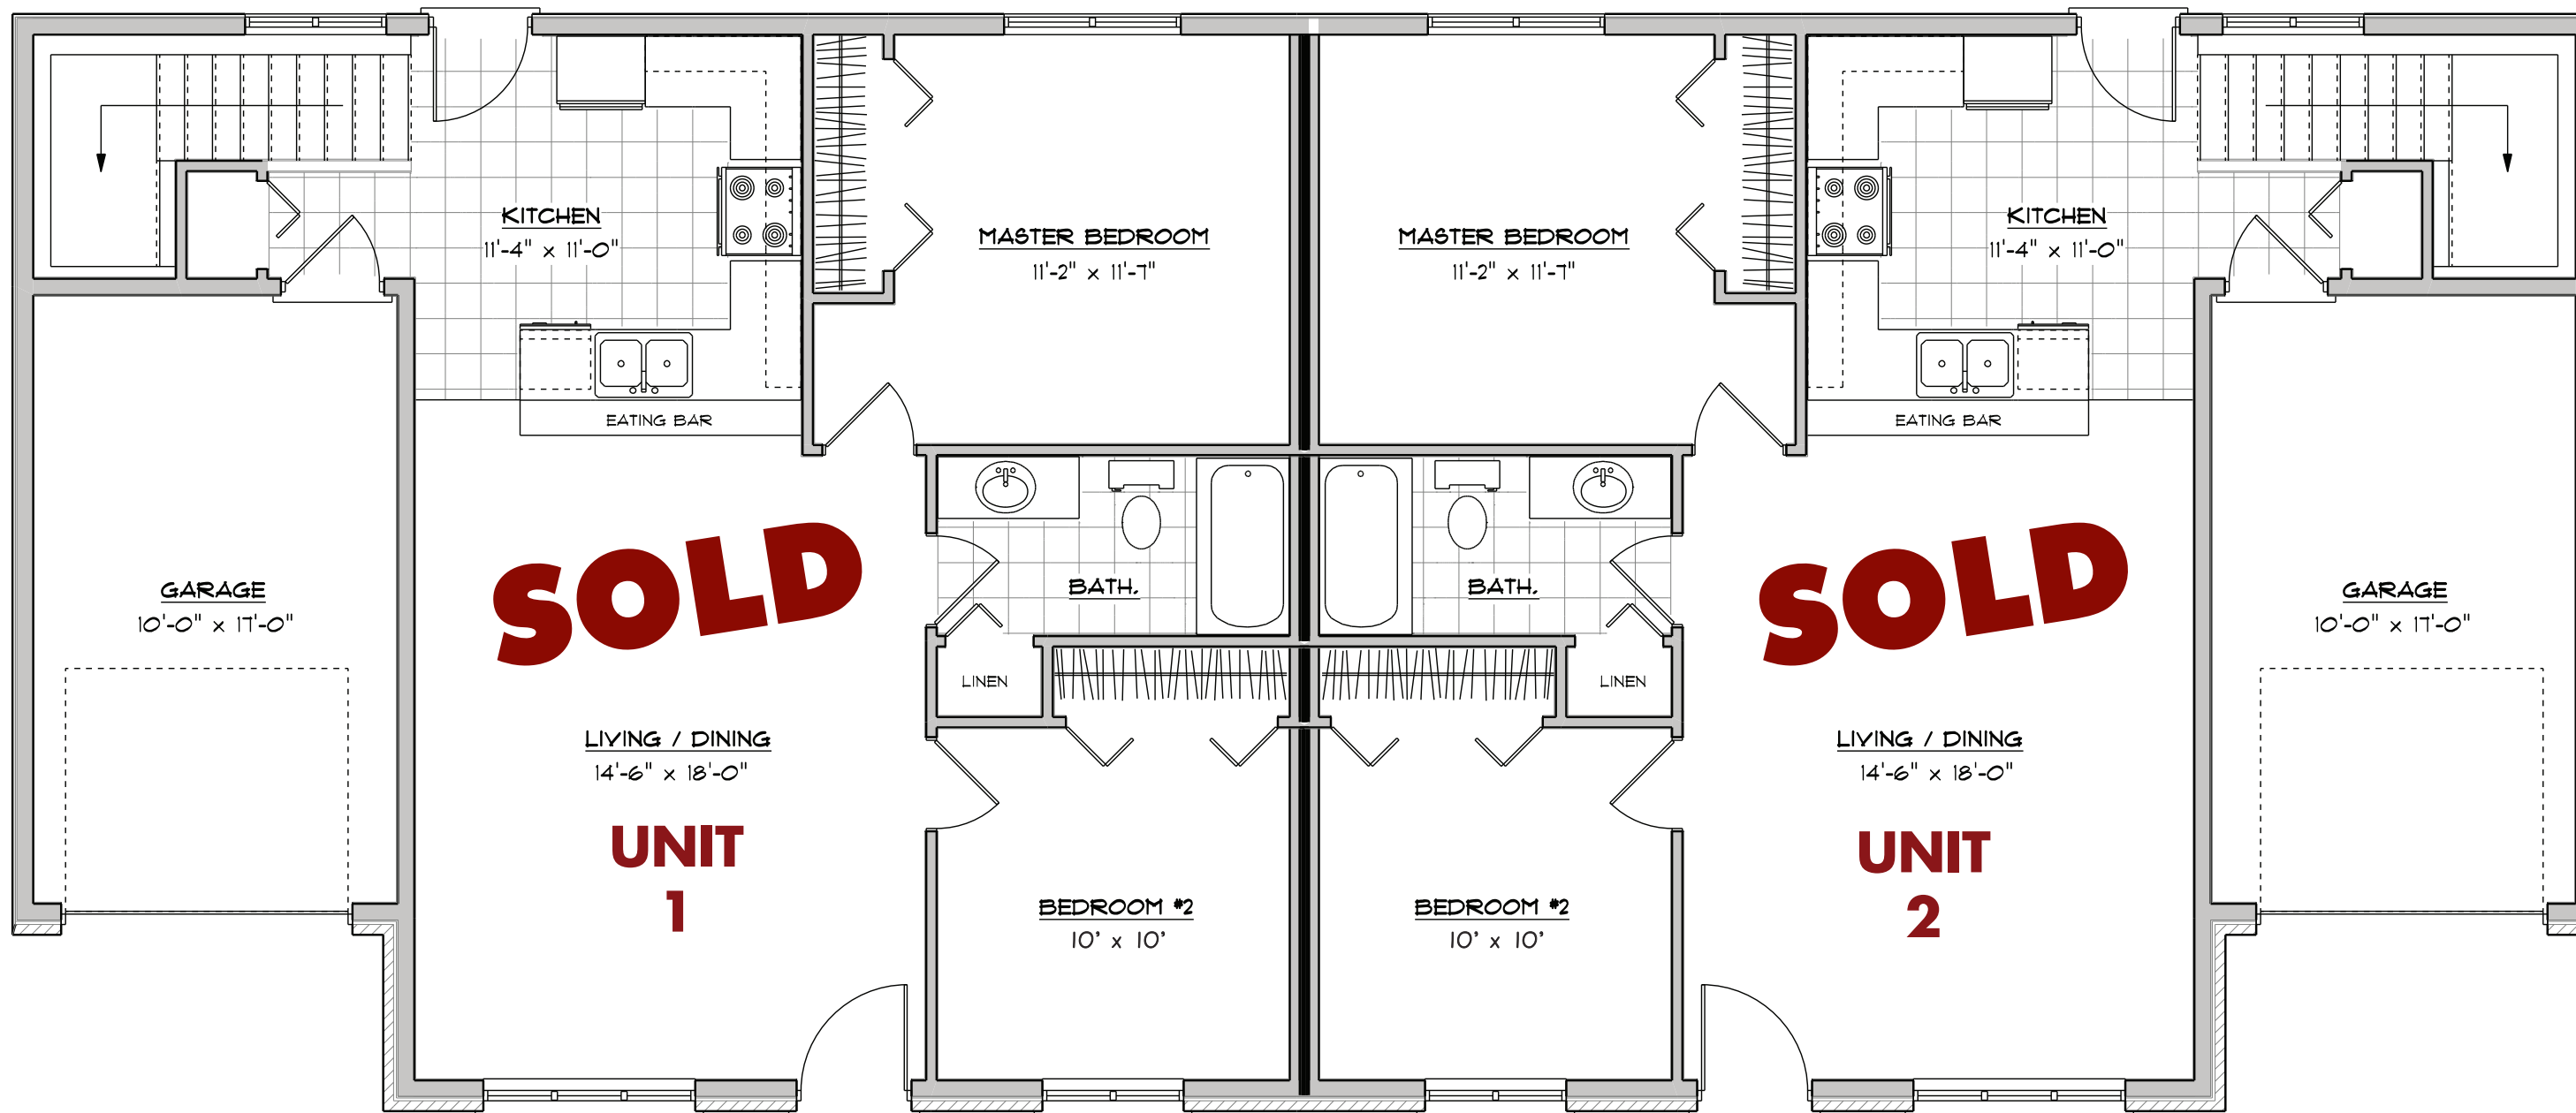 KITCHEN
11'-4" x 11'-0"
MASTER BEDROOM
11'-2" x 11'-7"
MASTER BEDROOM
11'-2" x 11'-7"
KITCHEN
11'-4" x 11'-0"
EATING BAR
EATING BAR
SOLD
SOLD
GARAGE
10'-0" x 17'-0"
BATH.
BATH.
GARAGE
10'-0" x 17'-0"
LINEN
LINEN
LIVING / DINING
14'-6" x 18'-0"
LIVING / DINING
14'-6" x 18'-0"
UNIT
1
UNIT
2
BEDROOM #2
10' x 10'
BEDROOM #2
10' x 10'